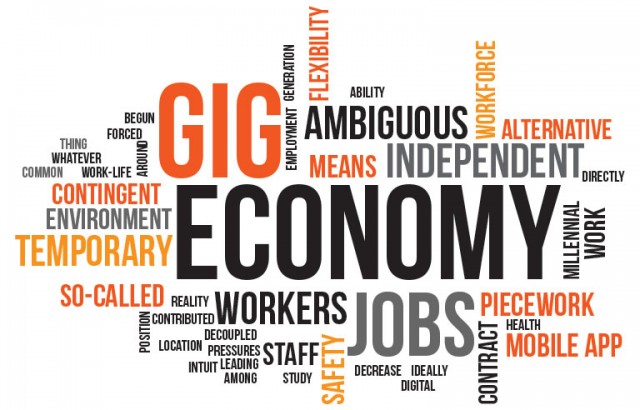 GIG
ECONOMY
BEGUN
FORCED
THING
WHATEVER
COMMON
WORK-LIFE
AROUND
CONTINGENT
ENVIRONMENT
TEMPORARY
EMPLOYMENT
GENERATION
FLEXIBILITY
ABILITY
AMBIGUOUS
WORKFORCE
ALTERNATIVE
MEANS
INDEPENDENT
DIRECTLY
MILLENNIAL
WORK
SO-CALLED
REALITY
WORKERS
JOBS
PIECEWORK
POSITION
CONTRIBUTED
LOCATION
DECOUPLED
PRESSURES
INTUIT
LEADING
AMONG
STAFF
STUDY
SAFETY
DECREASE
IDEALLY
DIGITAL
CONTRACT
HEALTH
MOBILE APP